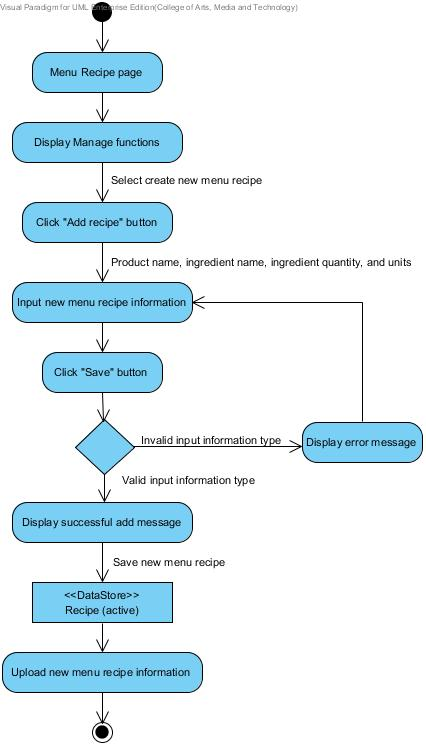 Visual Paradigm for UML Enterprise Edition(College of Arts, Media and Technology)
Menu Recipe page
Display Manage functions
Select create new menu recipe
Click "Add recipe" button
Product name, ingredient name, ingredient quantity, and units
Input new menu recipe information
Click "Save" button
Invalid input information type
Display error message
Valid input information type
Display successful add message
Save new menu recipe
<<DataStore>>
Recipe (active)
Upload new menu recipe information